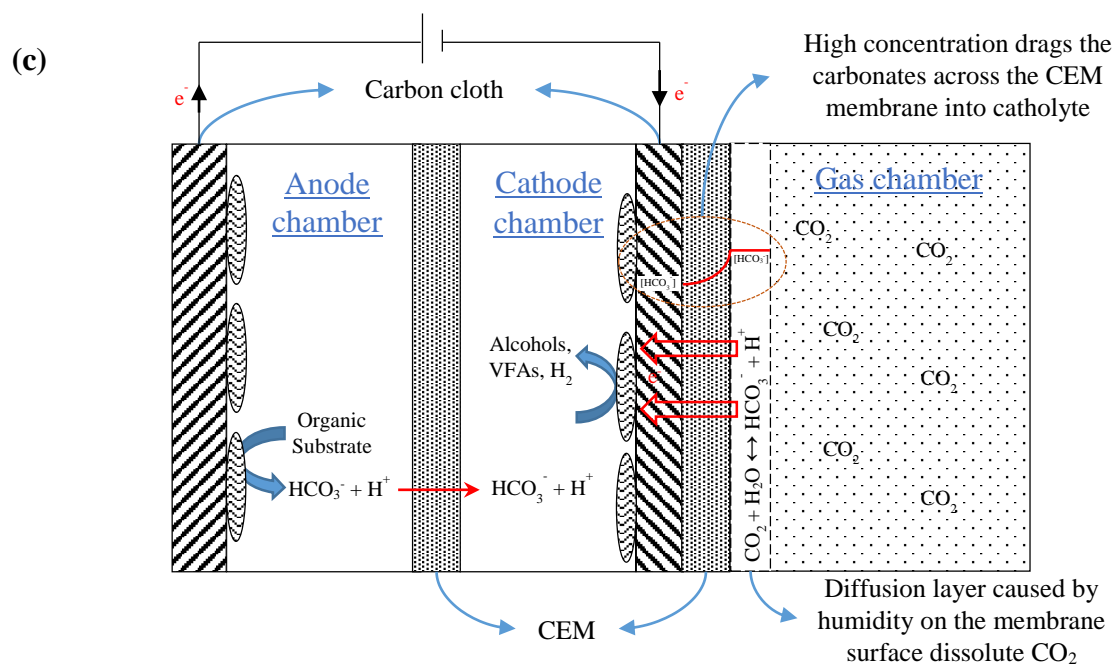 (c)
High concentration drags the
carbonates across the CEM
membrane into catholyte
Carbon cloth
e-
e-
Anode
chamber
Cathode
chamber
Gas chamber
CO2
CO2
[HCO3-]
[HCO3-]
CO2
CO2
CO2
CO2
Alcohols,
VFAs, H2
e-
CO2 + H2O ↔ HCO3- + H+
Organic
Substrate
HCO3- + H+
HCO3- + H+
CEM
Diffusion layer caused by
humidity on the membrane
surface dissolute CO2